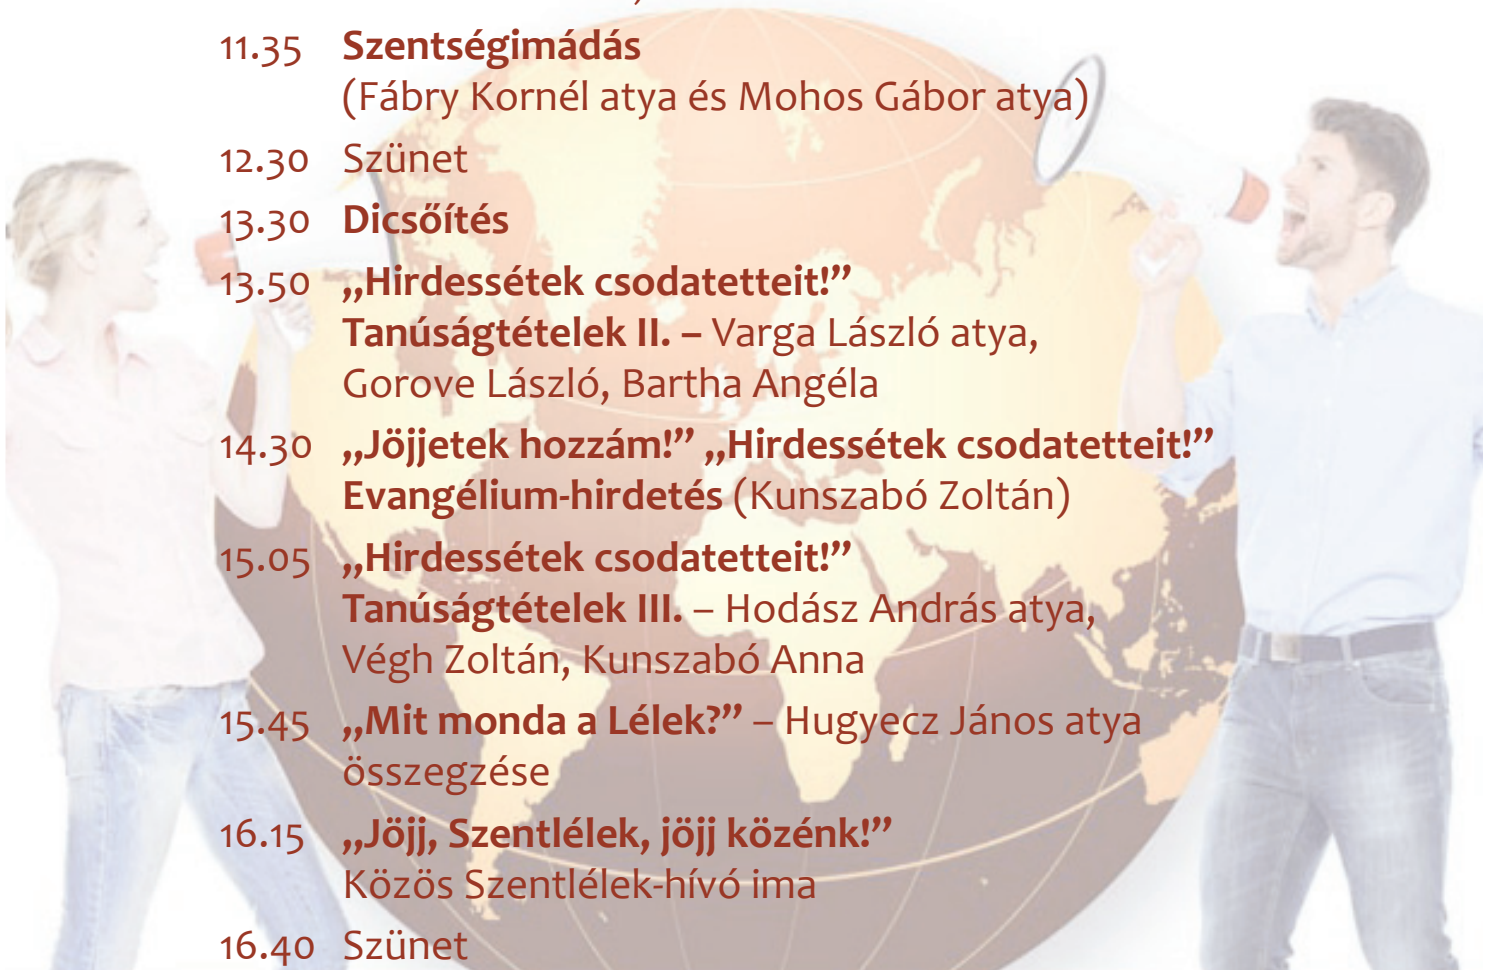 11.35 Szentségimádás
(Fábry Kornél atya és Mohos Gábor atya)
12.30 Szünet
13.30 Dicsőítés
13.50 „Hirdessétek csodatetteit!”
Tanúságtételek II. – Varga László atya,
Gorove László, Bartha Angéla
14.30 „Jöjjetek hozzám!” „Hirdessétek csodatetteit!”
Evangélium-hirdetés (Kunszabó Zoltán)
15.05 „Hirdessétek csodatetteit!”
Tanúságtételek III. – Hodász András atya,
Végh Zoltán, Kunszabó Anna
15.45 „Mit monda a Lélek?” – Hugyecz János atya
összegzése
16.15 „Jöjj, Szentlélek, jöjj közénk!”
Közös Szentlélek-hívó ima
16.40 Szünet